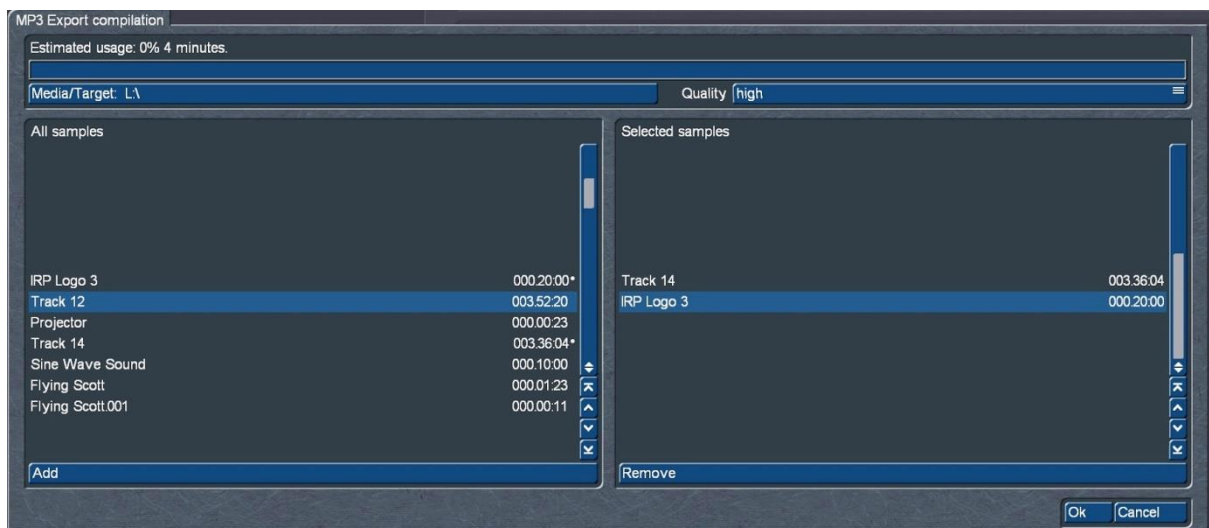 MP3 Export compilation
Estimated usage: 0% 4 minutes.
Media/Target: L:\
Quality high
All samples
IRP Logo 3 000.20:00•
Track 12 003.52:20
Projector 000.00:23
Track 14 003.36:04•
Sine Wave Sound 000.10:00
Flying Scott 000.01:23
Flying Scott.001 000.00:11
Add
Selected samples
Track 14 003.36:04
IRP Logo 3 000.20:00
Remove
Ok Cancel